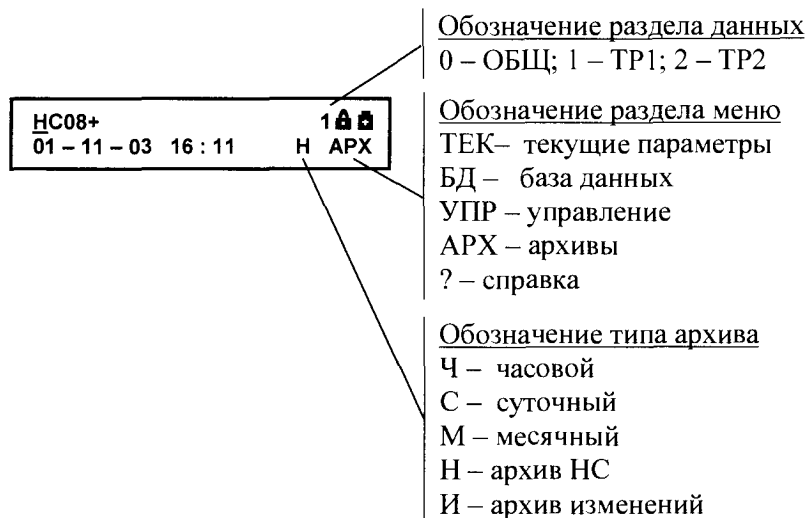 Обозначение раздела данных
0 – ОБЩ; 1 – ТР1; 2 – ТР2
НС08+ 1
01 – 11 – 03 16 : 11 Н АРХ
Обозначение раздела меню
ТЕК– текущие параметры
БД – база данных
УПР – управление
АРХ – архивы
? – справка
Обозначение типа архива
Ч – часовой
С – суточный
М – месячный
Н – архив НС
И – архив изменений